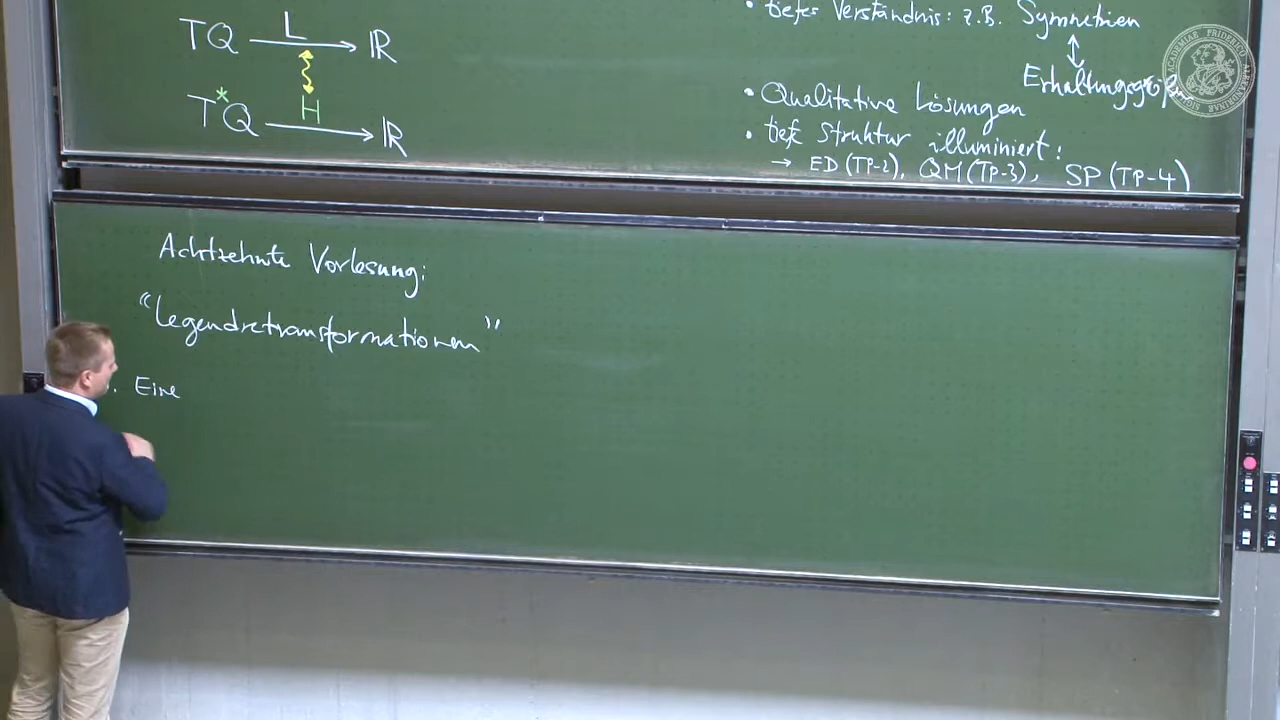 TQ L → ℝ
T*Q H → ℝ
• tiefes Verständnis: z.B. Symmetrien
↕
Erhaltungsgrößen
• Qualitative Lösungen
• tiefe Struktur illuminiert:
→ ED (TP-2), QM (TP-3), SP (TP-4)
Achtzehnte Vorlesung:
"Legendretransformationen"
. Eine